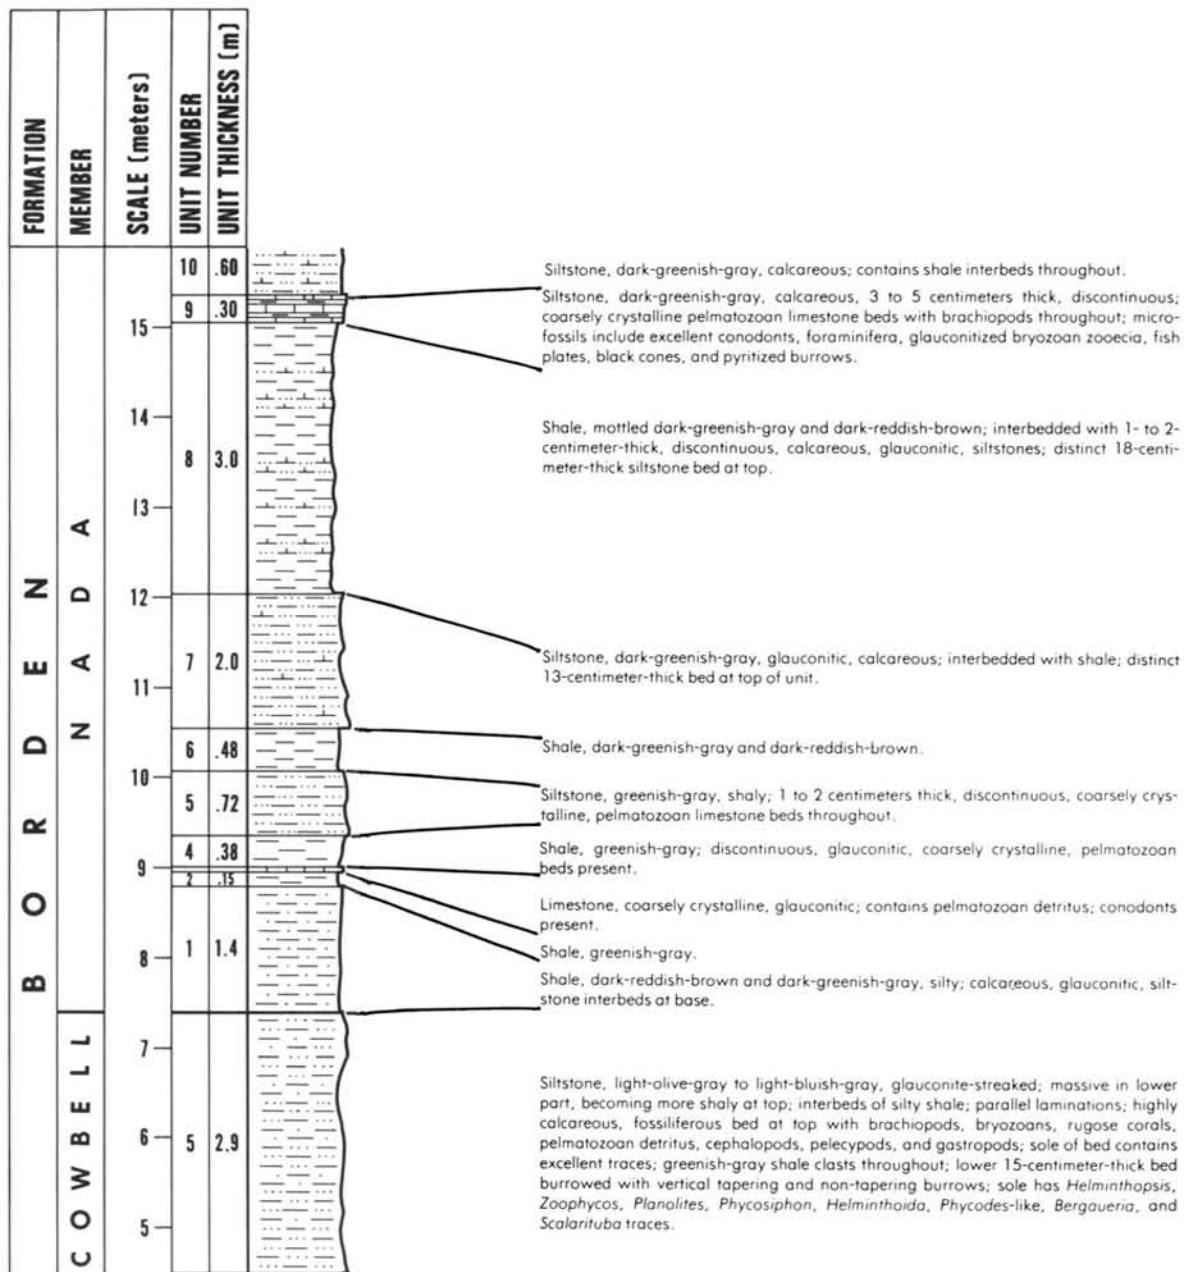 FORMATION
MEMBER
SCALE (meters)
UNIT NUMBER
UNIT THICKNESS (m)
BORDEN
NADA
COWBELL
15
14
13
12
11
10
9
8
7
6
5
10 .60
9 .30
8 3.0
7 2.0
6 .48
5 .72
4 .38
2 .15
1 1.4
5 2.9
Siltstone, dark-greenish-gray, calcareous; contains shale interbeds throughout.
Siltstone, dark-greenish-gray, calcareous, 3 to 5 centimeters thick, discontinuous;
coarsely crystalline pelmatozoan limestone beds with brachiopods throughout; micro-
fossils include excellent conodonts, foraminifera, glauconitized bryozoan zooecia, fish
plates, black cones, and pyritized burrows.
Shale, mottled dark-greenish-gray and dark-reddish-brown; interbedded with 1- to 2-
centimeter-thick, discontinuous, calcareous, glauconitic, siltstones; distinct 18-centi-
meter-thick siltstone bed at top.
Siltstone, dark-greenish-gray, glauconitic, calcareous; interbedded with shale; distinct
13-centimeter-thick bed at top of unit.
Shale, dark-greenish-gray and dark-reddish-brown.
Siltstone, greenish-gray, shaly; 1 to 2 centimeters thick, discontinuous, coarsely crys-
talline, pelmatozoan limestone beds throughout.
Shale, greenish-gray; discontinuous, glauconitic, coarsely crystalline, pelmatozoan
beds present.
Limestone, coarsely crystalline, glauconitic; contains pelmatozoan detritus; conodonts
present.
Shale, greenish-gray.
Shale, dark-reddish-brown and dark-greenish-gray, silty; calcareous, glauconitic, silt-
stone interbeds at base.
Siltstone, light-olive-gray to light-bluish-gray, glauconite-streaked; massive in lower
part, becoming more shaly at top; interbeds of silty shale; parallel laminations; highly
calcareous, fossiliferous bed at top with brachiopods, bryozoans, rugose corals,
pelmatozoan detritus, cephalopods, pelecypods, and gastropods; sole of bed contains
excellent traces; greenish-gray shale clasts throughout; lower 15-centimeter-thick bed
burrowed with vertical tapering and non-tapering burrows; sole has Helminthopsis,
Zoophycos, Planolites, Phycosiphon, Helminthoida, Phycodes-like, Bergaueria, and
Scalarituba traces.